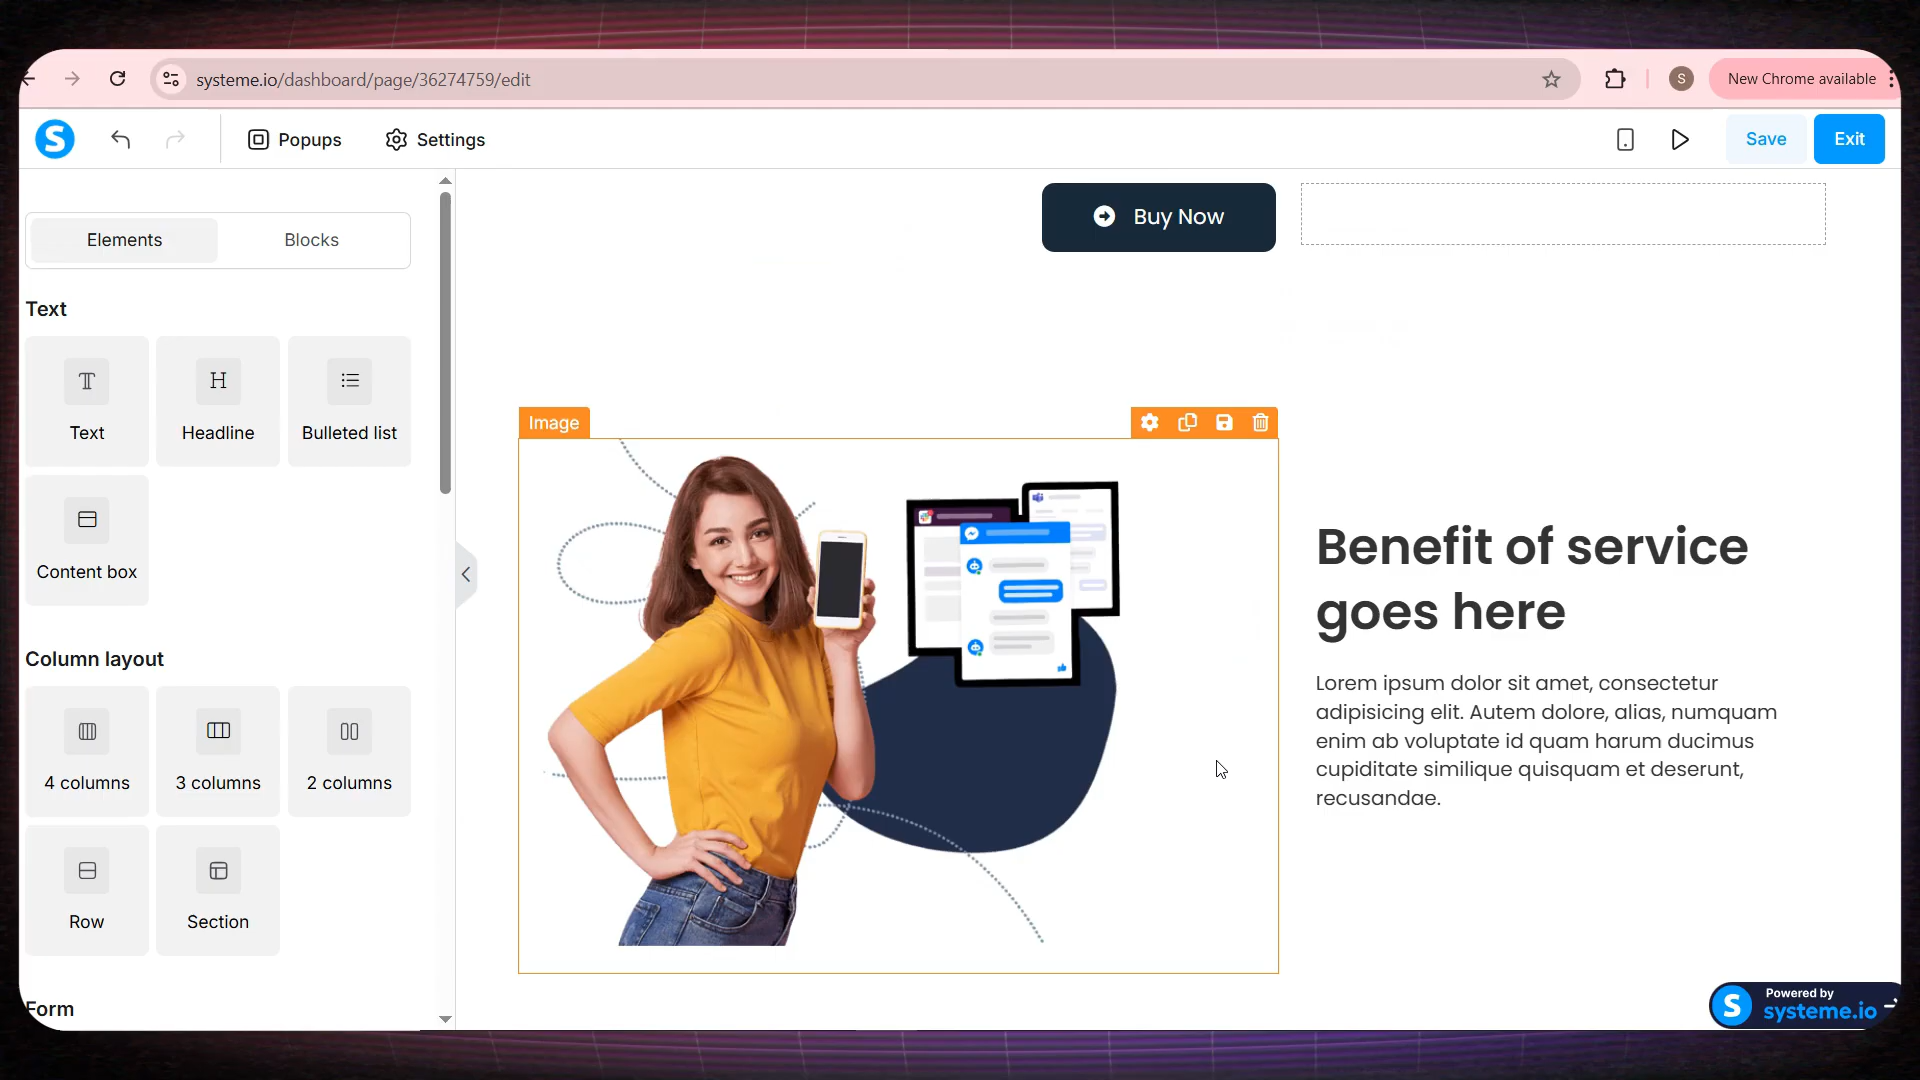 systeme.io/dashboard/page/36274759/edit
S
New Chrome available
S
Popups
Settings
Save
Exit
Elements
Blocks
Buy Now
Text
Text
Headline
Bulleted list
Content box
Image
Benefit of service
goes here
Lorem ipsum dolor sit amet, consectetur
adipisicing elit. Autem dolore, alias, numquam
enim ab voluptate id quam harum ducimus
cupiditate similique quisquam et deserunt,
recusandae.
Column layout
4 columns
3 columns
2 columns
Row
Section
Form
S
Powered by
systeme.io